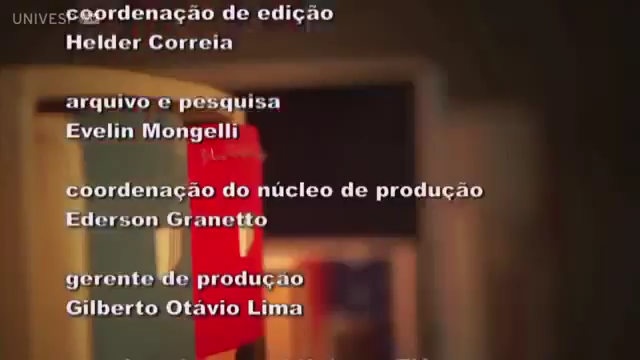 UNIVESP
coordenação de edição
Helder Correia
arquivo e pesquisa
Evelin Mongelli
coordenação do núcleo de produção
Ederson Granetto
gerente de produção
Gilberto Otávio Lima